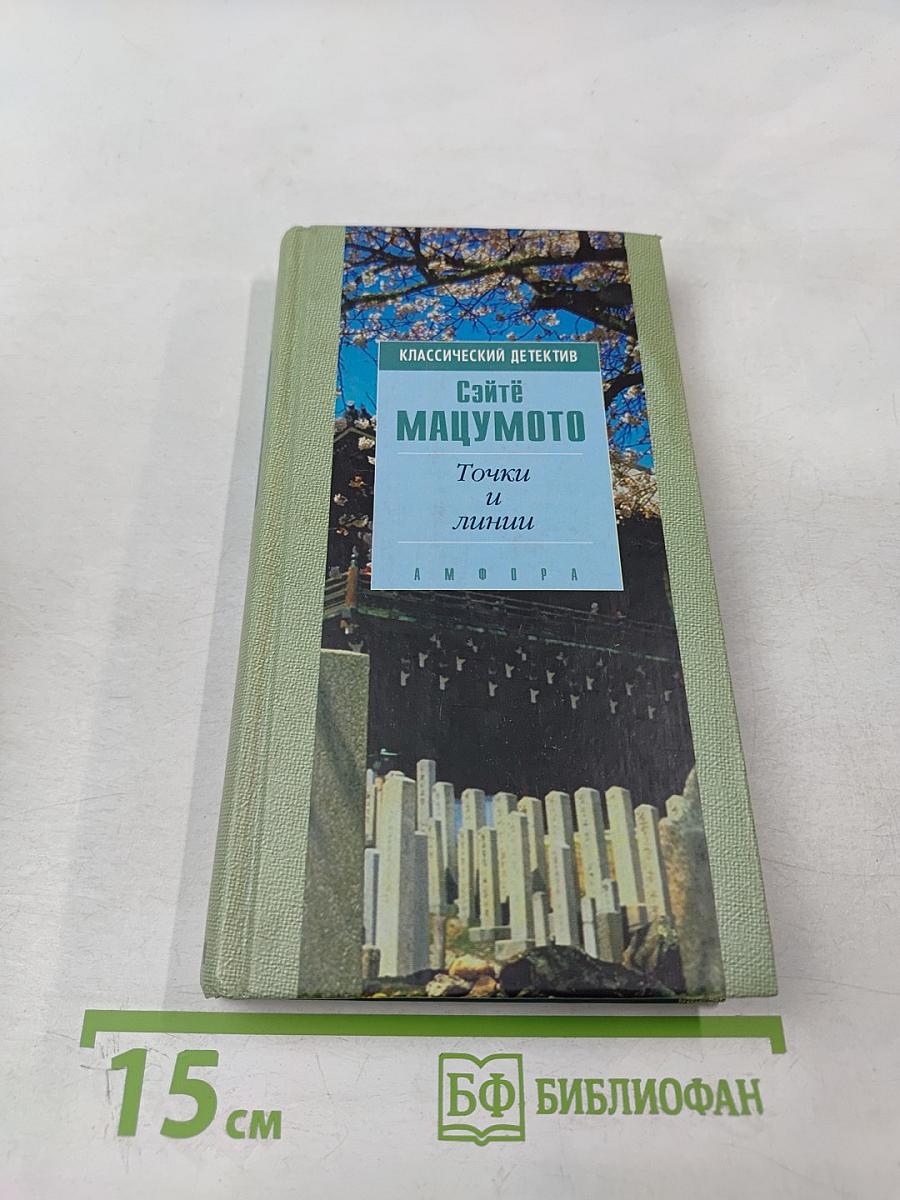 КЛАССИЧЕСКИЙ ДЕТЕКТИВ
Сэйтё
МАЦУМОТО
Точки
и
линии
АМФОРА
15 см
БФ БИБЛИОФАН